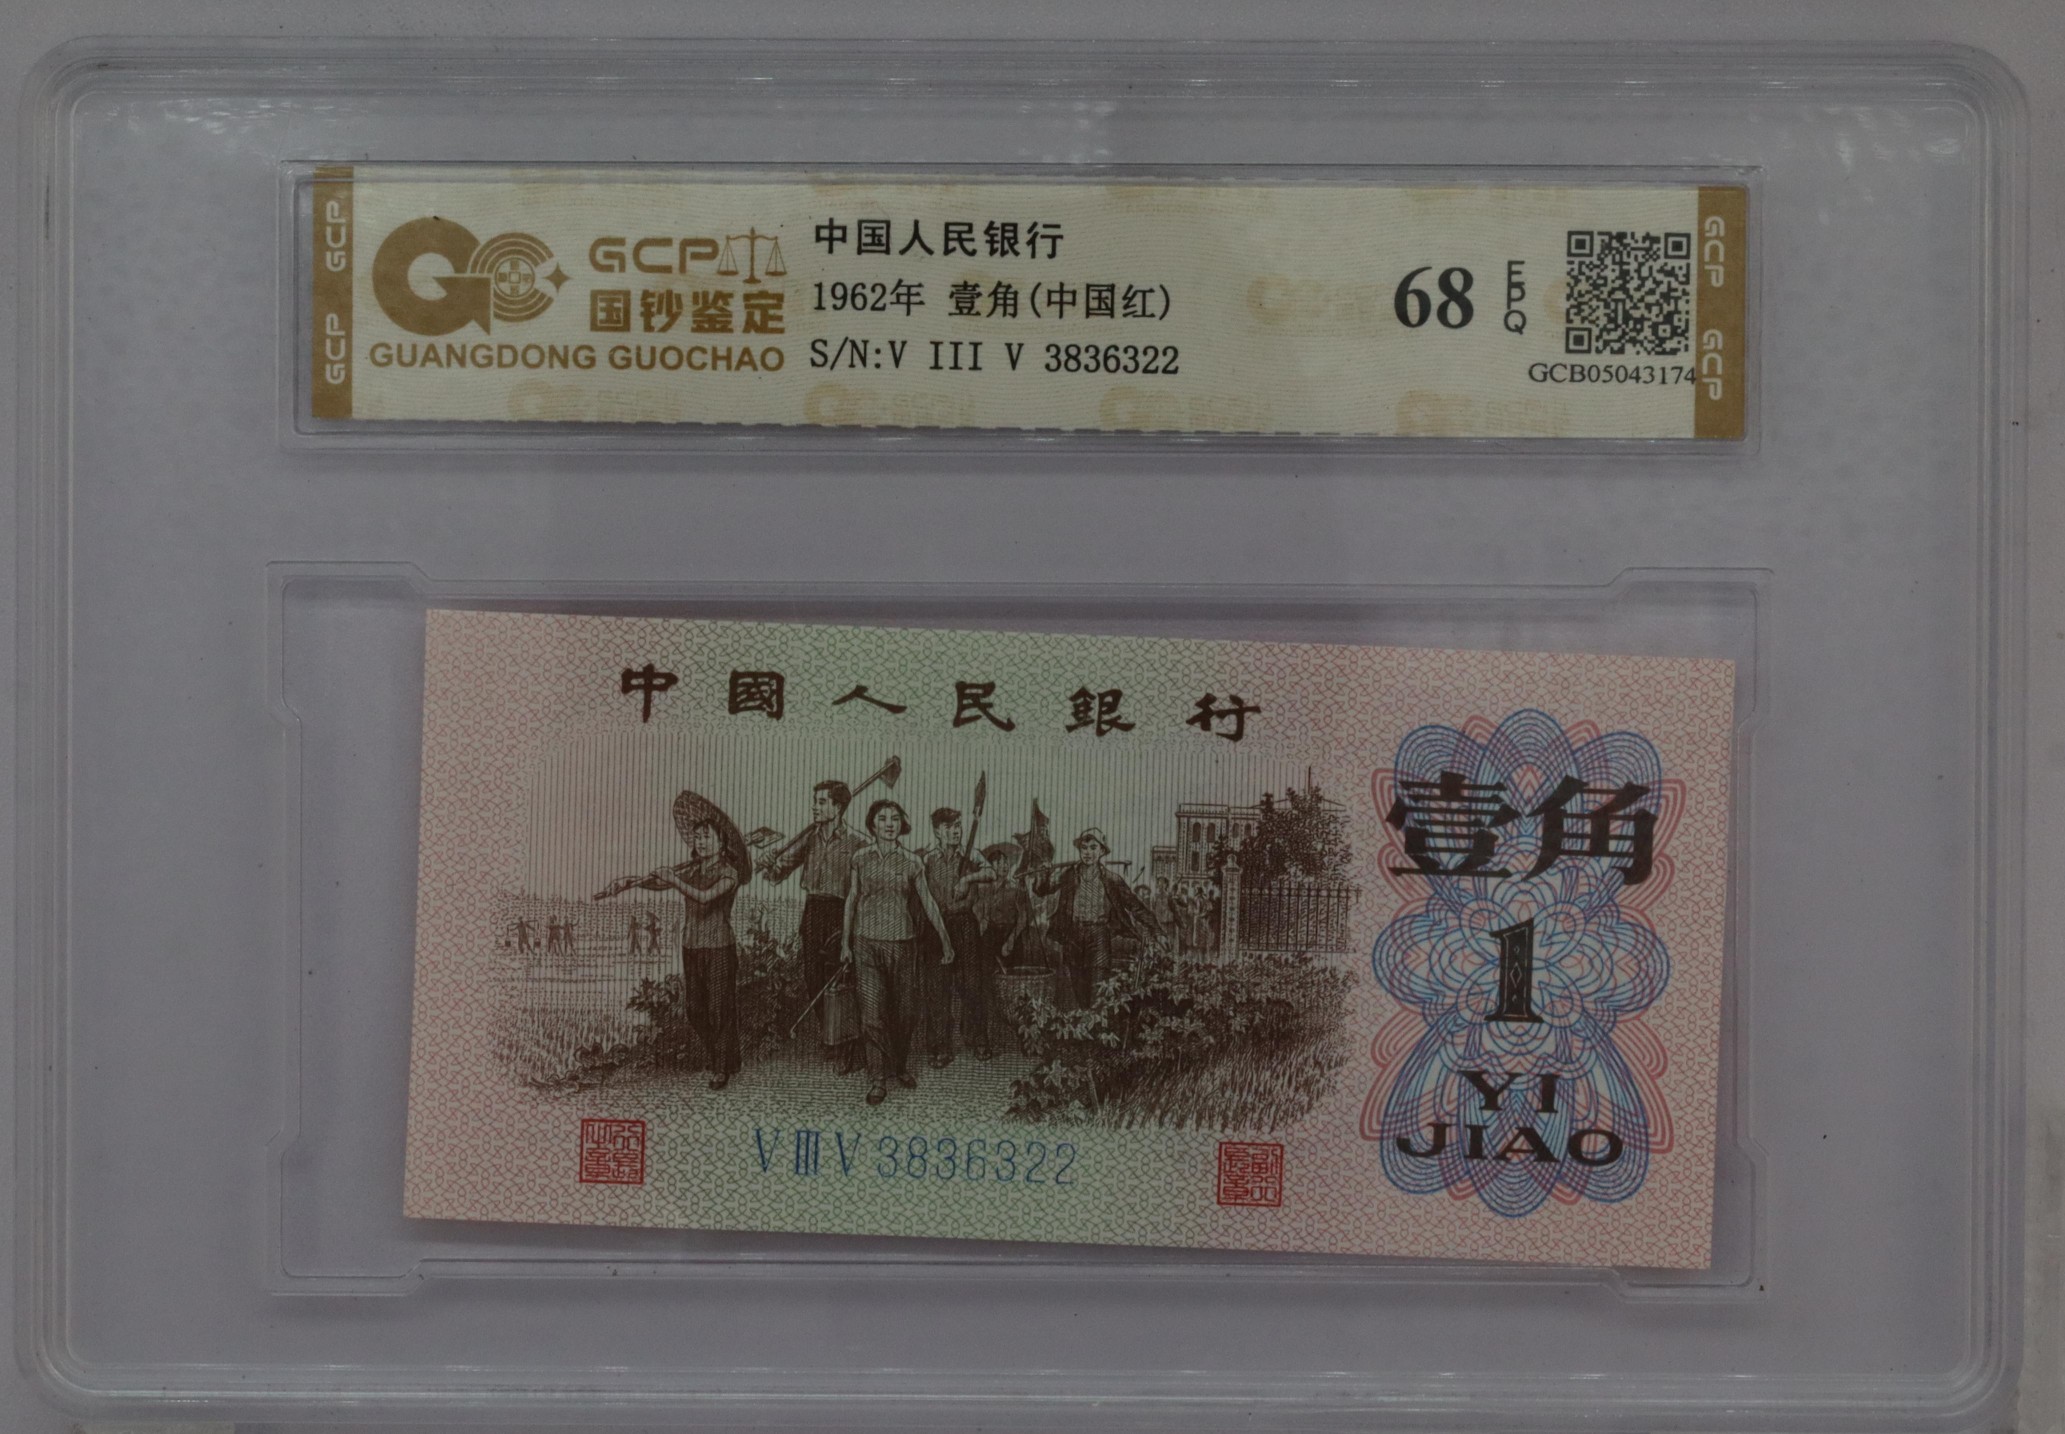 GCP
GCP
GCP
国钞鉴定
GUANGDONG GUOCHAO
中国人民银行
1962年 壹角(中国红)
S/N:V III V 3836322
68
EPQ
GCB05043174
GCP
GCP
中國人民銀行
壹角
1
YI
JIAO
V III V 3836322